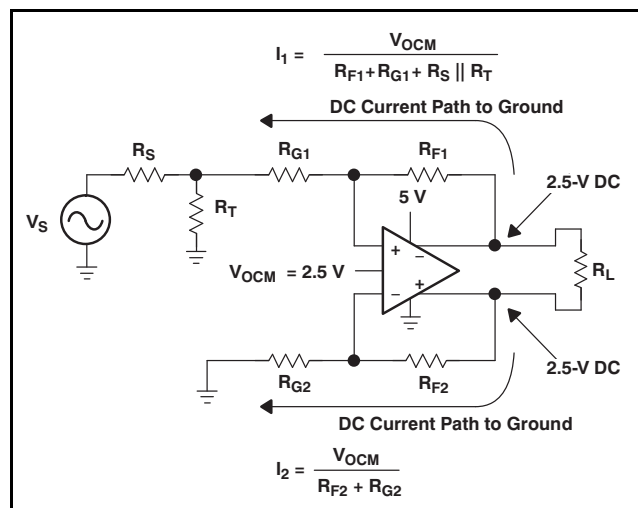 I1 = VOCM / RF1+RG1+ RS || RT
DC Current Path to Ground
RS
RG1
RF1
5 V
2.5-V DC
VS
RT
+
−
VOCM = 2.5 V
RL
−
+
RG2
RF2
2.5-V DC
DC Current Path to Ground
I2 = VOCM / RF2 + RG2